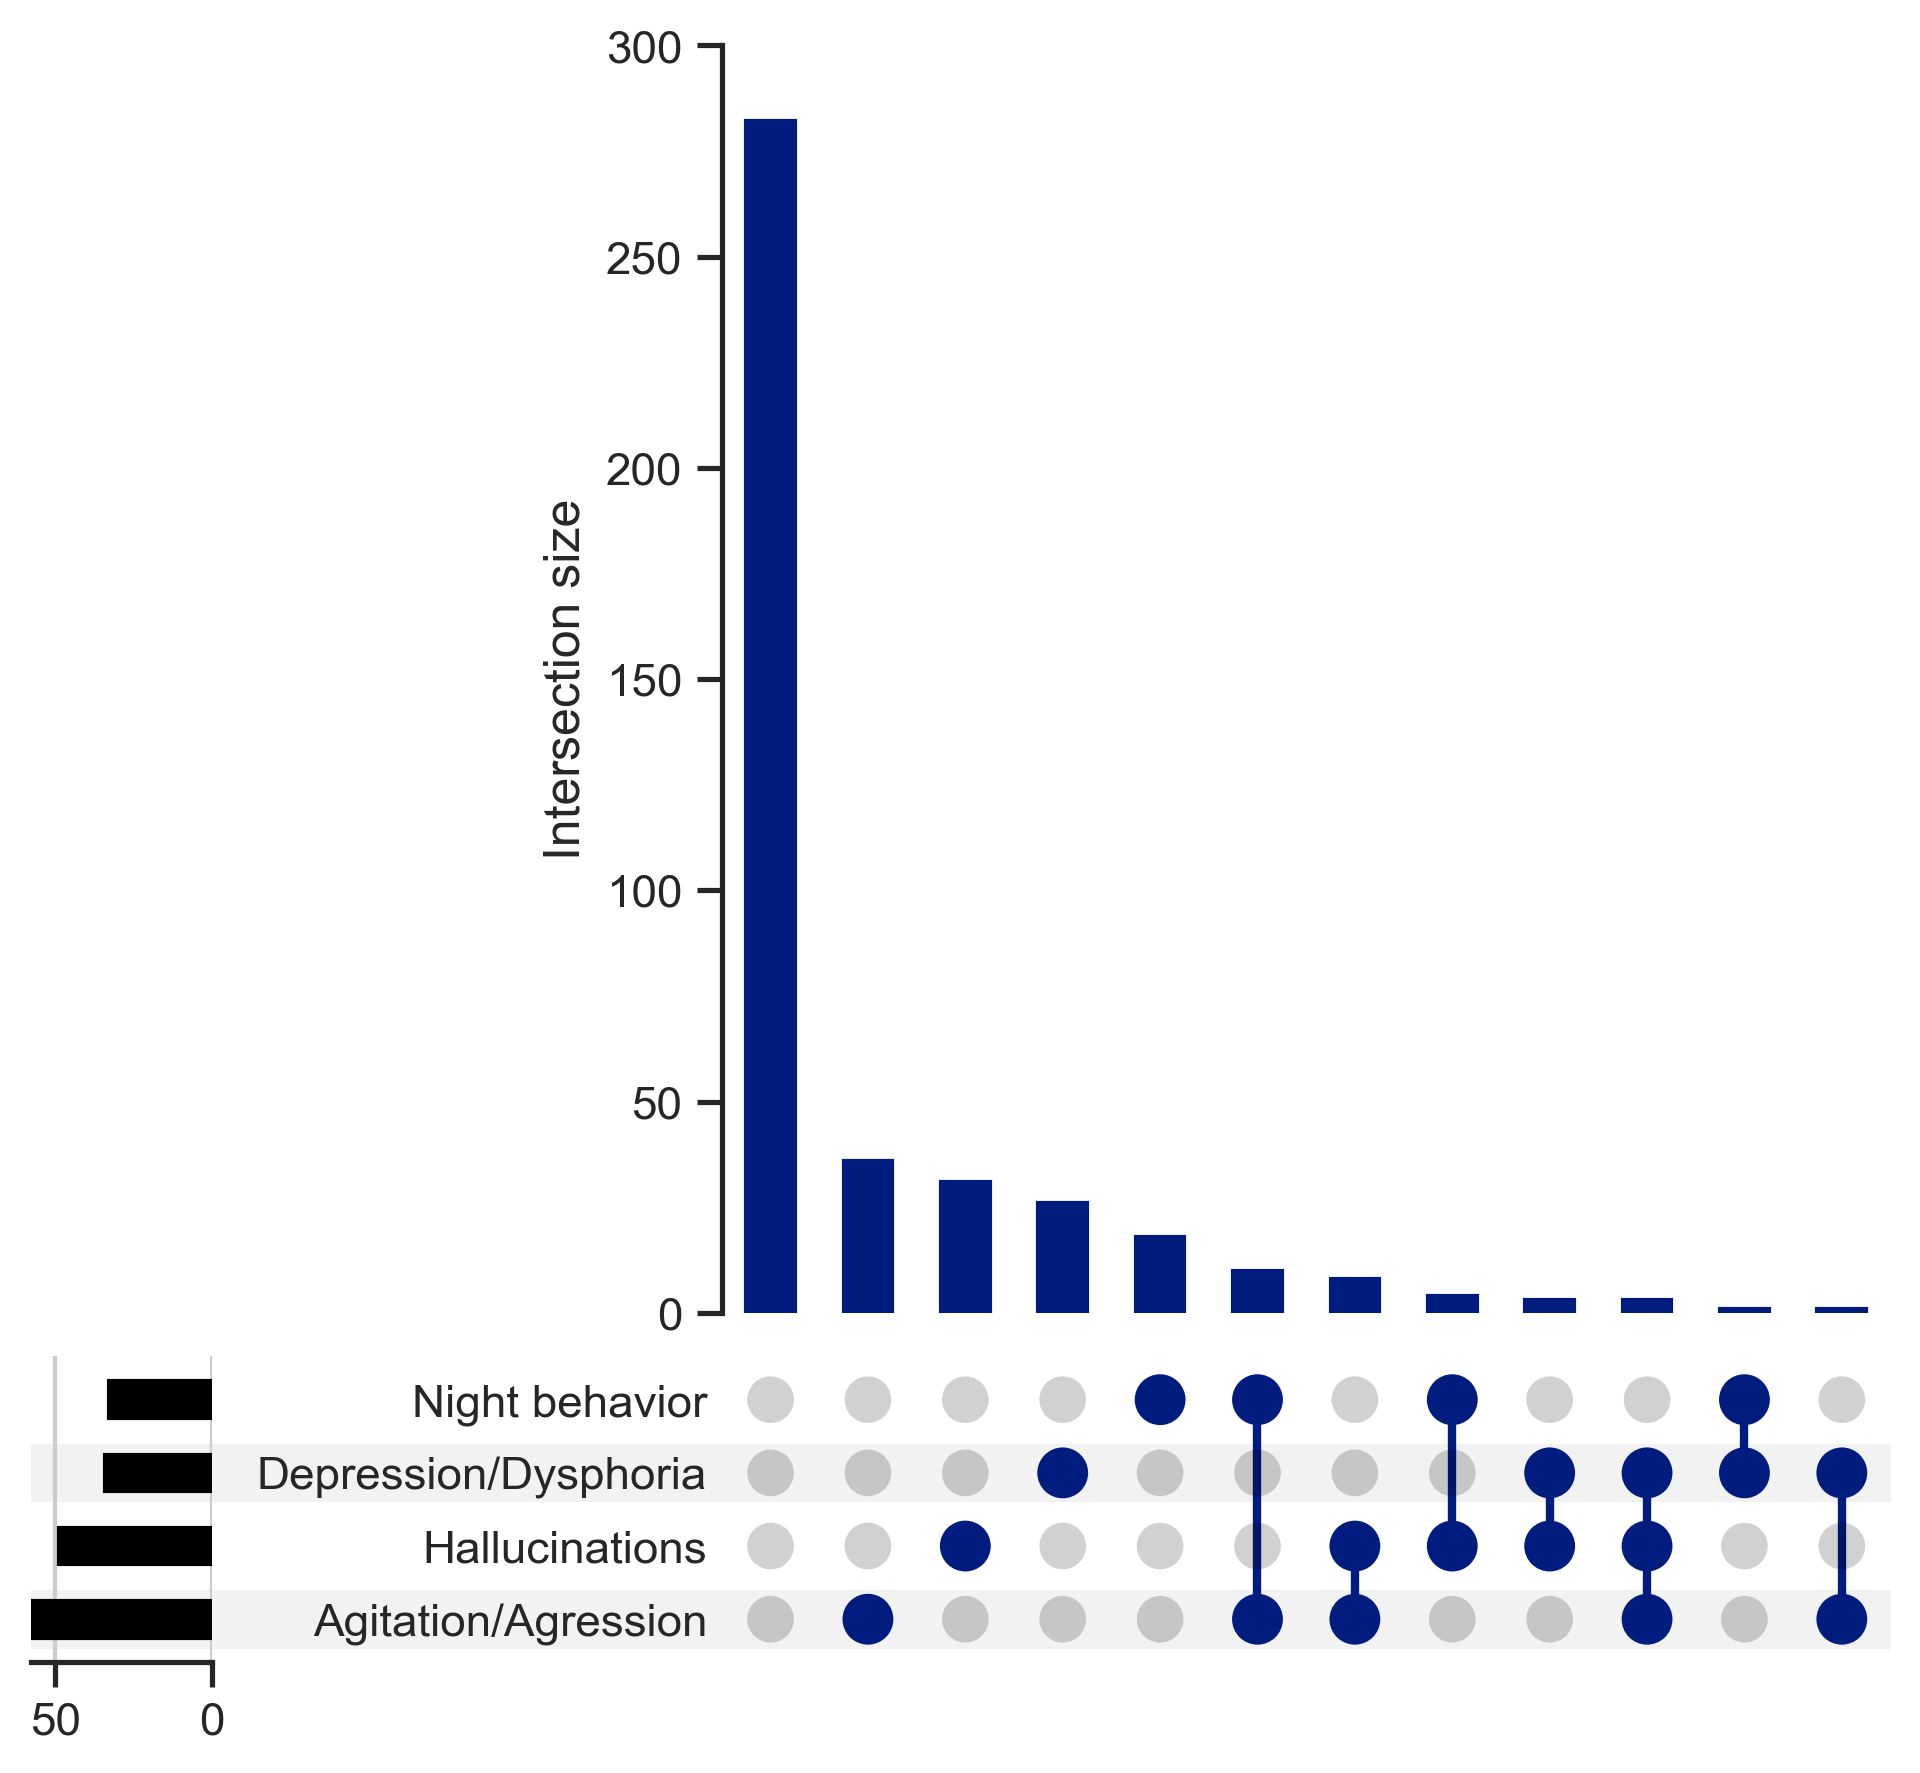 300
250
200
150
100
50
0
Intersection size
Night behavior
Depression/Dysphoria
Hallucinations
Agitation/Agression
50 0